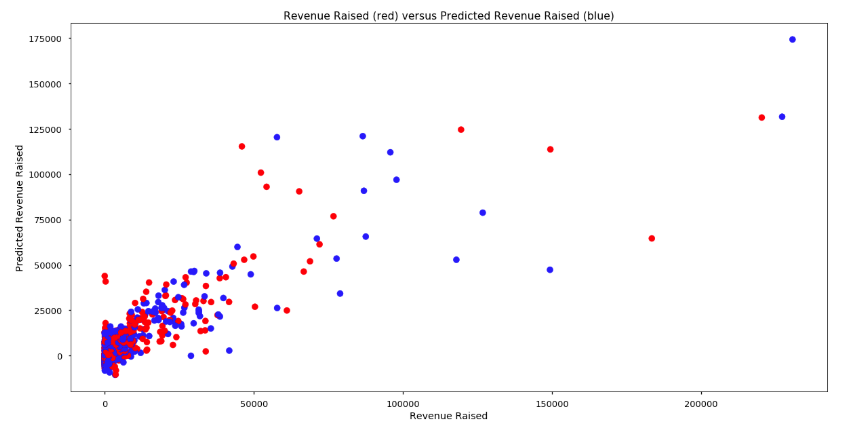 Revenue Raised (red) versus Predicted Revenue Raised (blue)
175000
150000
125000
100000
75000
50000
25000
0
Predicted Revenue Raised
0 50000 100000 150000 200000
Revenue Raised